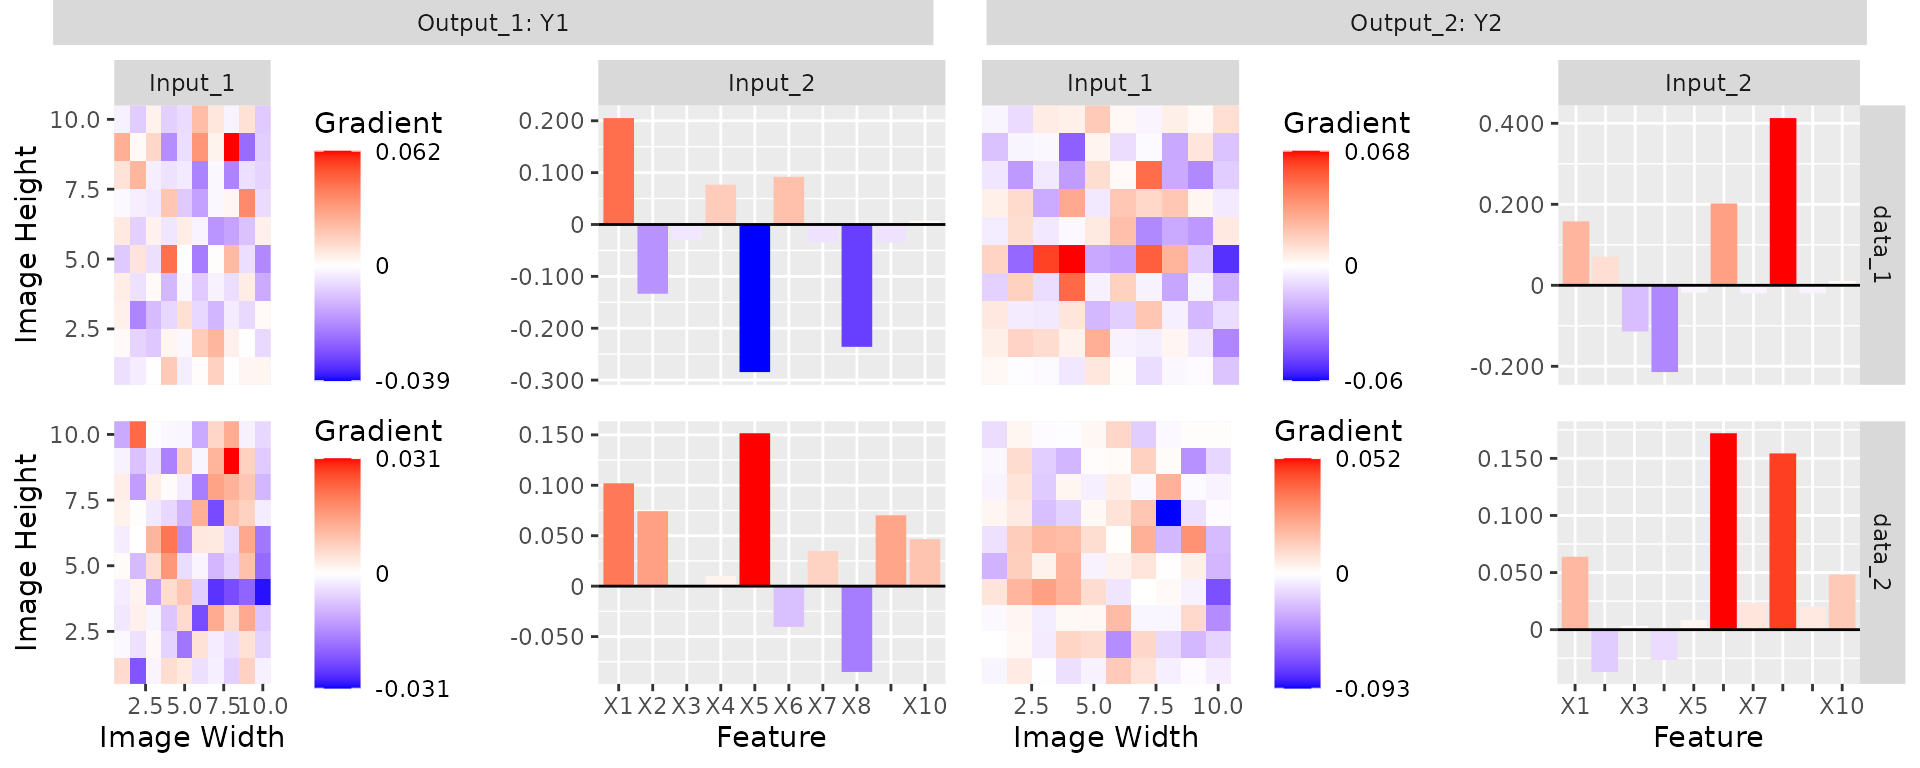 Output_1: Y1
Output_2: Y2
Input_1
Input_2
Input_1
Input_2
Image Height
10.0
7.5
5.0
2.5
Gradient
0.062
0
-0.039
0.200
0.100
0
-0.100
-0.200
-0.300
Gradient
0.068
0
-0.06
0.400
0.200
0
-0.200
data_1
Image Height
10.0
7.5
5.0
2.5
Gradient
0.031
0
-0.031
0.150
0.100
0.050
0
-0.050
Gradient
0.052
0
-0.093
0.150
0.100
0.050
0
data_2
2.5 5.0 7.5 10.0
X1 X2 X3 X4 X5 X6 X7 X8 X10
2.5 5.0 7.5 10.0
X1 X3 X5 X7 X10
Image Width
Feature
Image Width
Feature